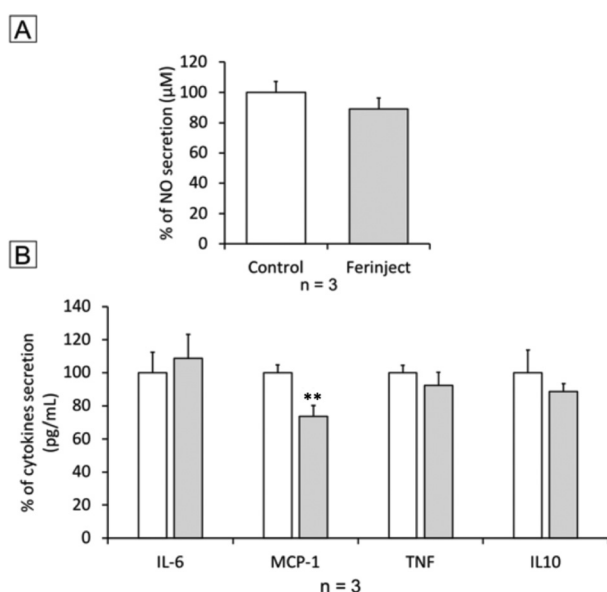 A
% of NO secretion (µM)
120
100
80
60
40
20
0
Control Ferinject
n = 3
B
% of cytokines secretion
(pg/mL)
140
120
100
80
60
40
20
0
**
IL-6 MCP-1 TNF IL10
n = 3